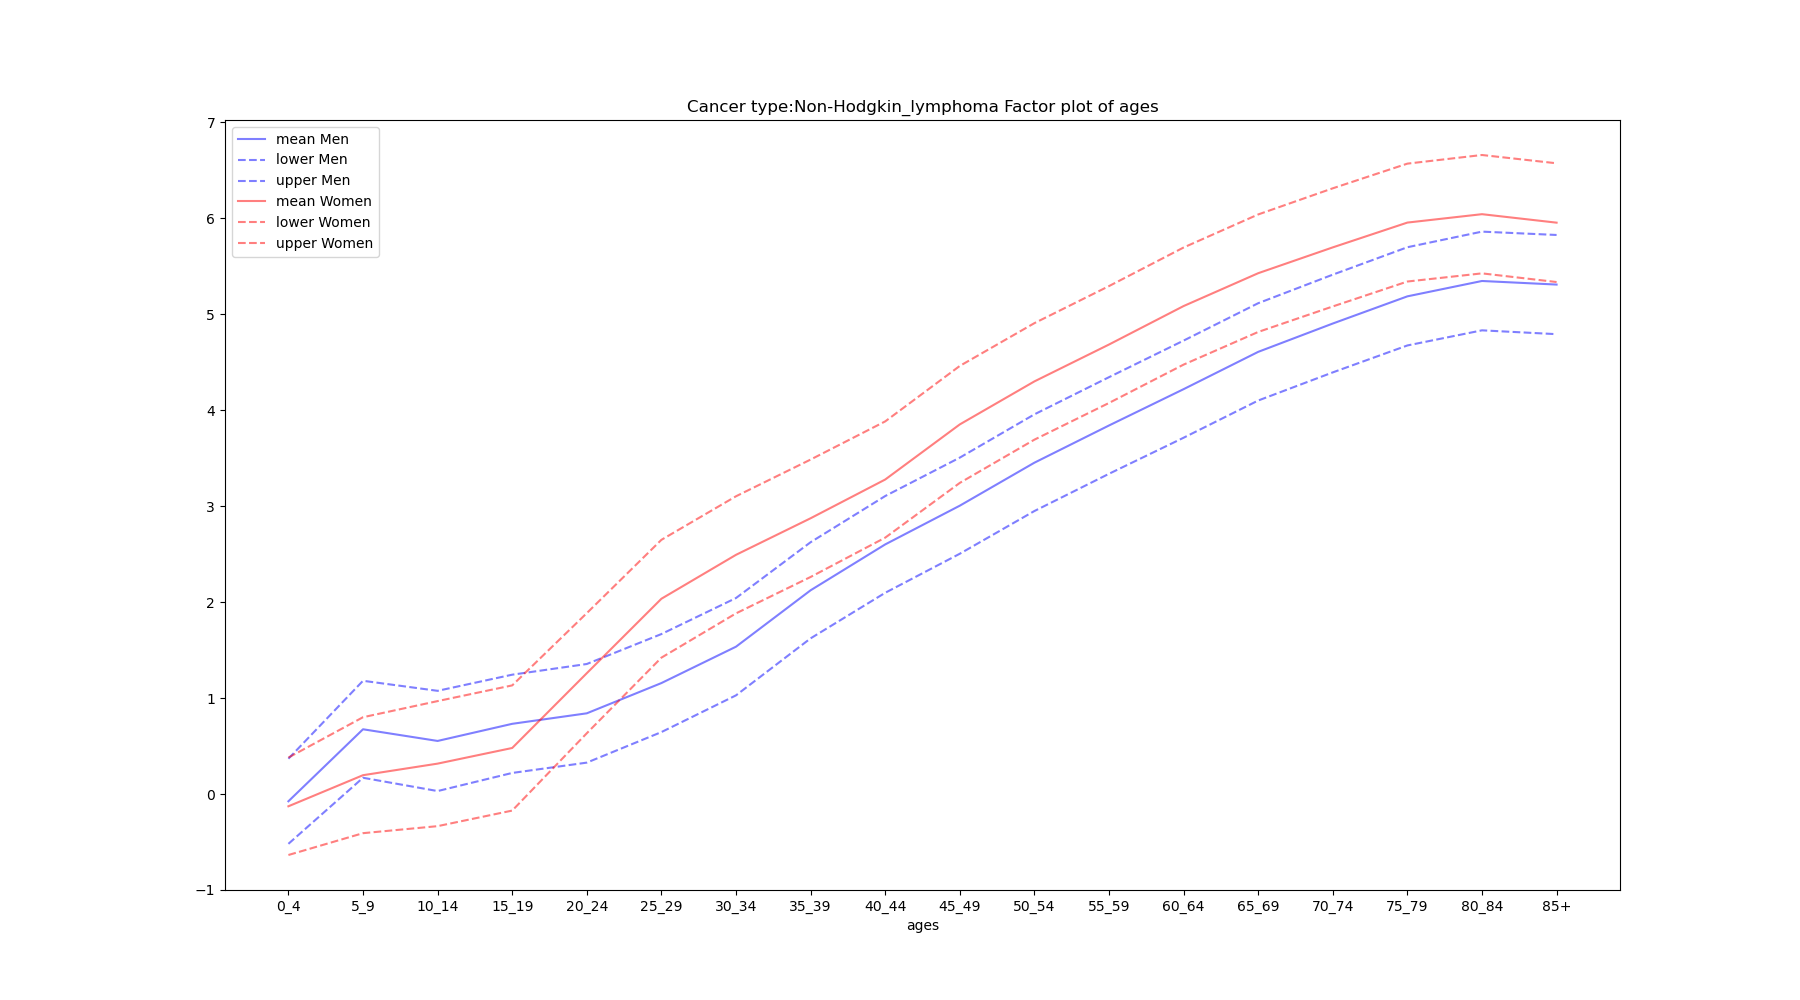 Cancer type:Non-Hodgkin_lymphoma Factor plot of ages
7
6
5
4
3
2
1
0
−1
mean Men
lower Men
upper Men
mean Women
lower Women
upper Women
0_4 5_9 10_14 15_19 20_24 25_29 30_34 35_39 40_44 45_49 50_54 55_59 60_64 65_69 70_74 75_79 80_84 85+
ages